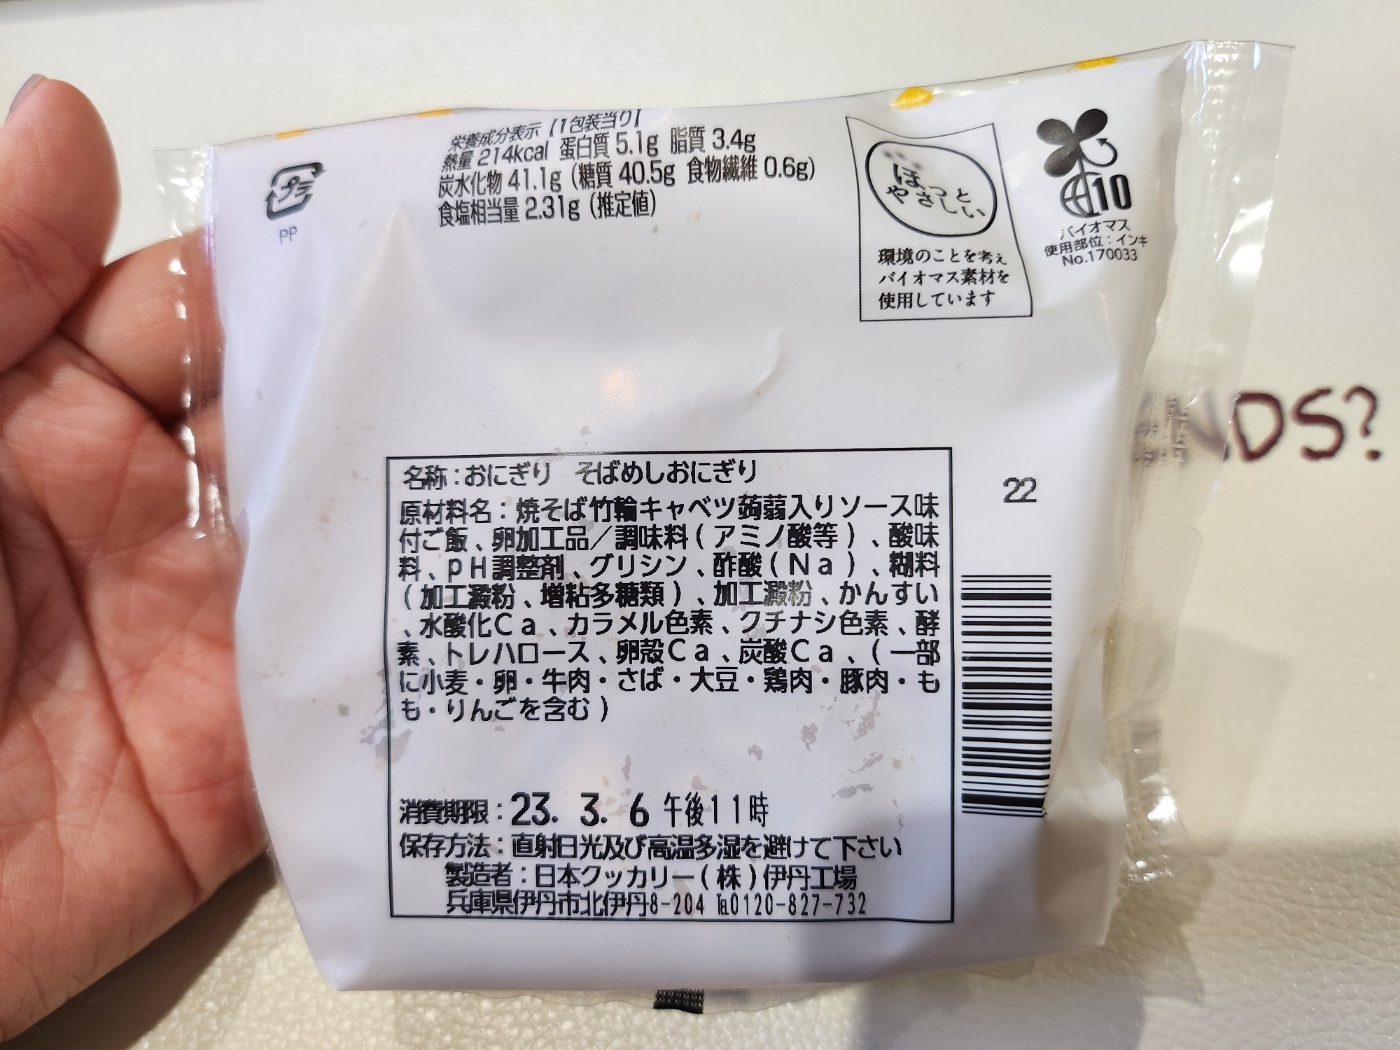 栄養成分表示【1包装当り】
熱量 214kcal 蛋白質 5.1g 脂質 3.4g
炭水化物 41.1g（糖質 40.5g 食物繊維 0.6g）
食塩相当量 2.31g（推定値）
プラ
PP
ほっと
やさしい
環境のことを考え
バイオマス素材を
使用しています
10
バイオマス
使用部位：インキ
No.170033
NDS?
22
名称：おにぎり　そばめしおにぎり
原材料名：焼そば竹輪キャベツ蒟蒻入りソース味
付ご飯、卵加工品／調味料（アミノ酸等）、酸味
料、ｐＨ調整剤、グリシン、酢酸（Ｎａ）、糊料
（加工澱粉、増粘多糖類）、加工澱粉、かんすい
、水酸化Ｃａ、カラメル色素、クチナシ色素、酵
素、トレハロース、卵殻Ｃａ、炭酸Ｃａ、（一部
に小麦・卵・牛肉・さば・大豆・鶏肉・豚肉・も
も・りんごを含む）
消費期限：23. 3. 6 午後11時
保存方法：直射日光及び高温多湿を避けて下さい
製造者：日本クッカリー（株）伊丹工場
兵庫県伊丹市北伊丹8-204 ℡0120-827-732